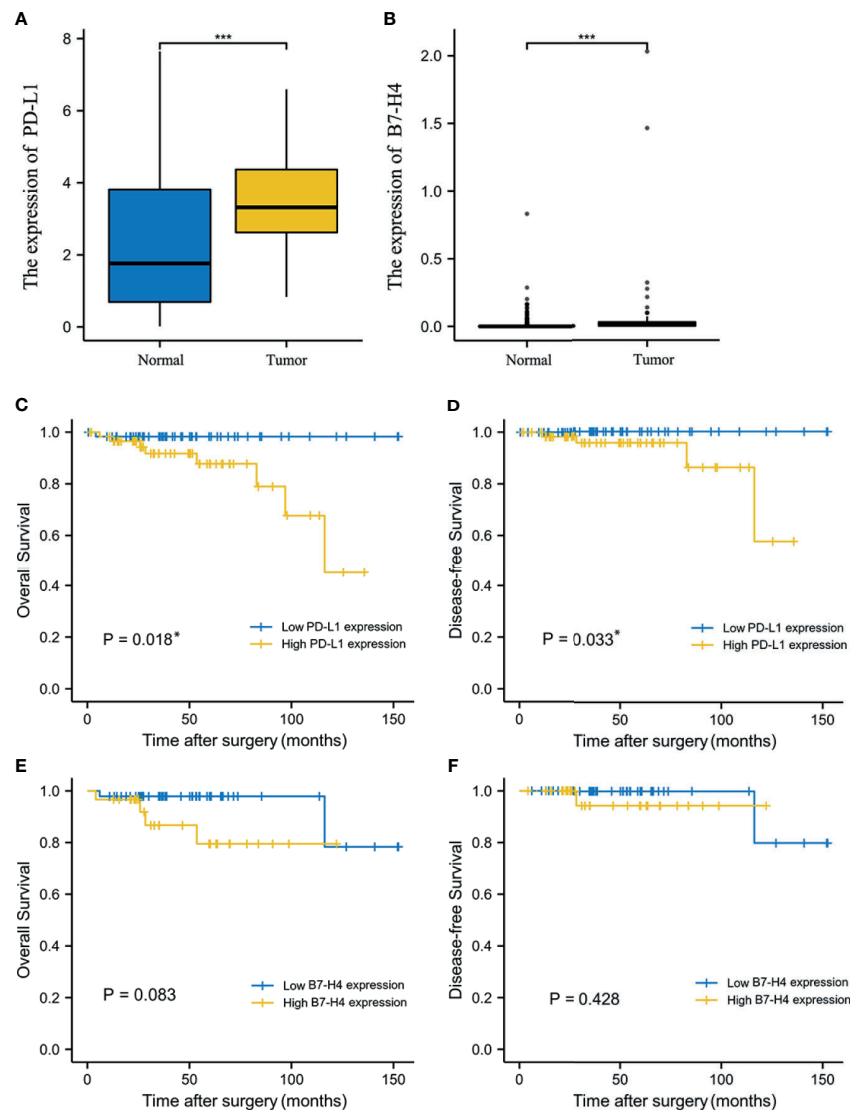 A
The expression of PD-L1
8
6
4
2
0
***
Normal
Tumor
B
The expression of B7-H4
2.0
1.5
1.0
0.5
0.0
***
Normal
Tumor
C
Overall Survival
1.0
0.8
0.6
0.4
0.2
0.0
P = 0.018*
Low PD-L1 expression
High PD-L1 expression
0
50
100
150
Time after surgery (months)
D
Disease-free Survival
1.0
0.8
0.6
0.4
0.2
0.0
P = 0.033*
Low PD-L1 expression
High PD-L1 expression
0
50
100
150
Time after surgery (months)
E
Overall Survival
1.0
0.8
0.6
0.4
0.2
0.0
P = 0.083
Low B7-H4 expression
High B7-H4 expression
0
50
100
150
Time after surgery (months)
F
Disease-free Survival
1.0
0.8
0.6
0.4
0.2
0.0
P = 0.428
Low B7-H4 expression
High B7-H4 expression
0
50
100
150
Time after surgery (months)